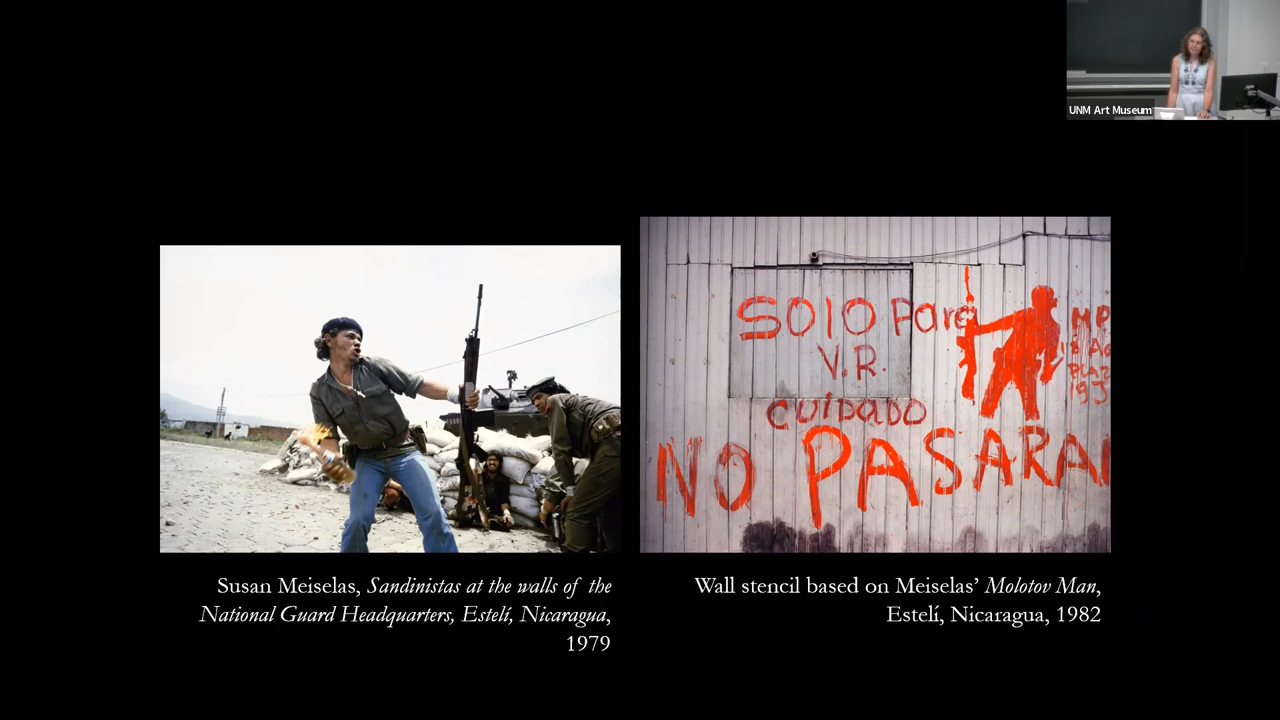 UNM Art Museum
SOLO Para
V.R.
CUIDADO
NO PASARA
Susan Meiselas, Sandinistas at the walls of the
National Guard Headquarters, Estelí, Nicaragua,
1979
Wall stencil based on Meiselas' Molotov Man,
Estelí, Nicaragua, 1982